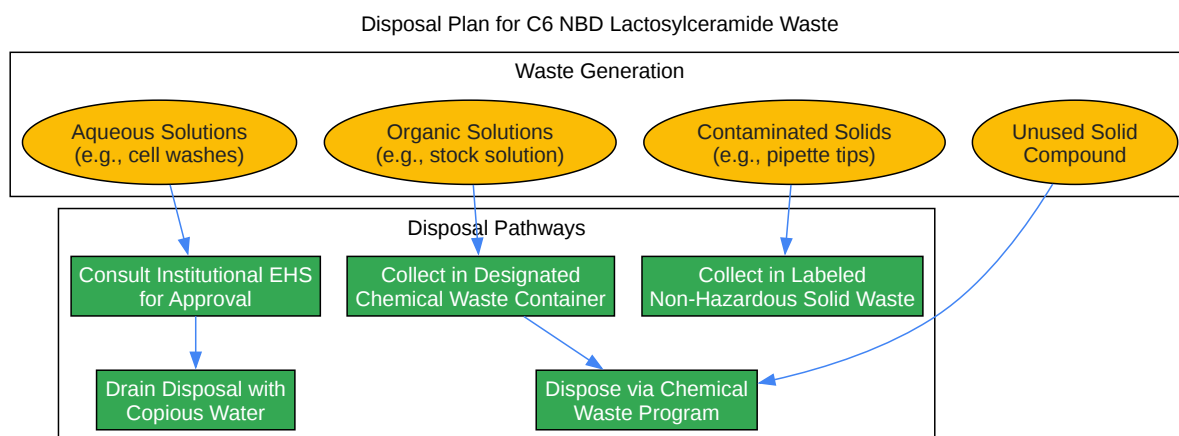 Disposal Plan for C6 NBD Lactosylceramide Waste
Waste Generation
Aqueous Solutions
(e.g., cell washes)
Organic Solutions
(e.g., stock solution)
Contaminated Solids
(e.g., pipette tips)
Unused Solid
Compound
Disposal Pathways
Consult Institutional EHS
for Approval
Collect in Designated
Chemical Waste Container
Collect in Labeled
Non-Hazardous Solid Waste
Drain Disposal with
Copious Water
Dispose via Chemical
Waste Program